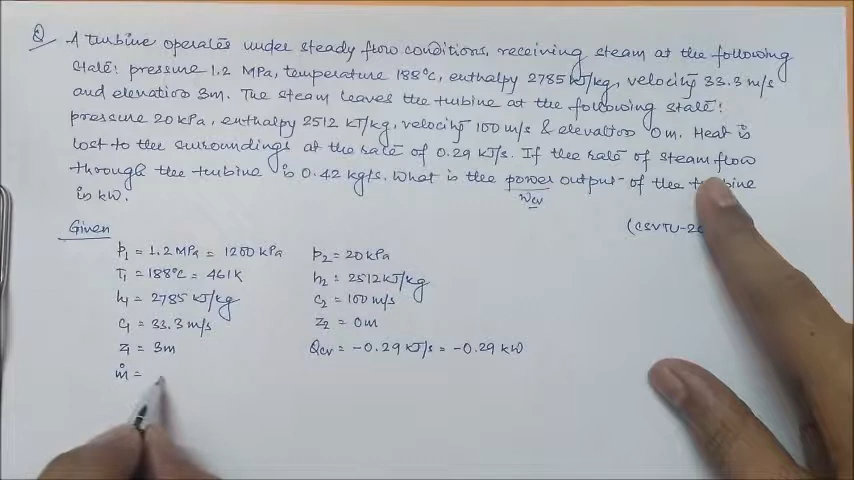 Q A turbine operates under steady flow conditions, receiving steam at the following
state: pressure 1.2 MPa, temperature 188°C, enthalpy 2785 kJ/kg, velocity 33.3 m/s
and elevation 3m. The steam leaves the turbine at the following state:
pressure 20 kPa, enthalpy 2512 kJ/kg, velocity 100 m/s & elevation 0m. Heat is
lost to the surroundings at the rate of 0.29 kJ/s. If the rate of steam flow
through the turbine is 0.42 kg/s. What is the power output of the turbine
in kW.
Wcv
Given
(CSVTU-20
p₁ = 1.2 MPa = 1200 kPa
T₁ = 188°C = 461K
h₁ = 2785 kJ/kg
c₁ = 33.3 m/s
z₁ = 3m
ṁ =
p₂ = 20 kPa
h₂ = 2512 kJ/kg
c₂ = 100 m/s
z₂ = 0m
Qcv = -0.29 kJ/s = -0.29 kW